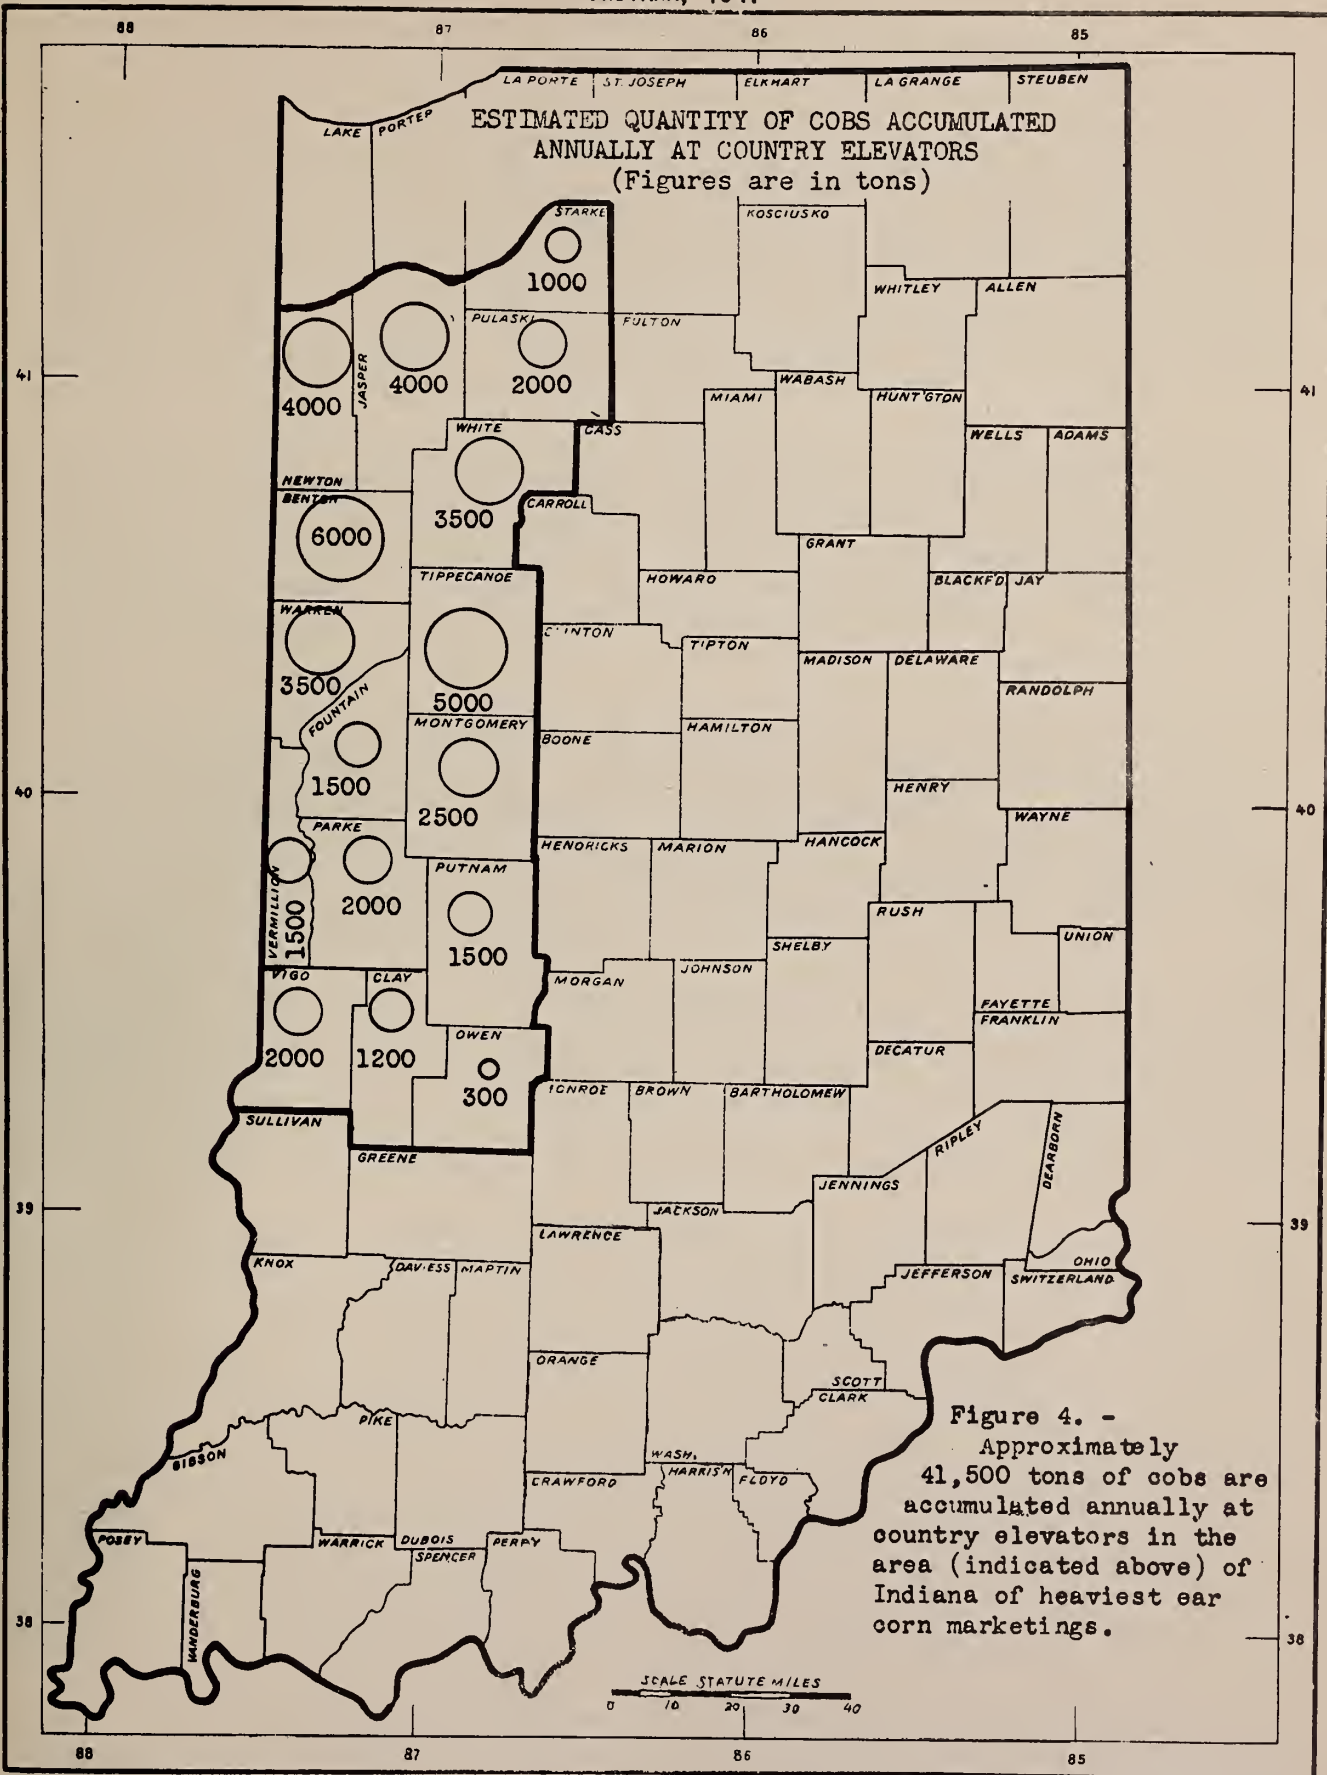 88 87 86 85
LA PORTE ST. JOSEPH ELKHART LA GRANGE STEUBEN
LAKE PORTER
ESTIMATED QUANTITY OF COBS ACCUMULATED
ANNUALLY AT COUNTRY ELEVATORS
(Figures are in tons)
STARKE KOSCIUSKO
1000
WHITLEY ALLEN
PULASKI FULTON
41 JASPER 4000 2000 WABASH 41
4000 MIAMI HUNT'GTON
WHITE CASS WELLS ADAMS
NEWTON
BENTON CARROLL
3500
6000
GRANT
TIPPECANOE HOWARD BLACKF'D JAY
WARREN
CLINTON TIPTON
MADISON DELAWARE
3500 RANDOLPH
FOUNTAIN 5000
MONTGOMERY HAMILTON
BOONE
1500 HENRY
40 2500 40
PARKE WAYNE
HENDRICKS MARION HANCOCK
PUTNAM
VERMILLION 1500 2000 RUSH
1500 SHELBY UNION
VIGO CLAY MORGAN JOHNSON
FAYETTE
FRANKLIN
OWEN DECATUR
2000 1200
300 MONROE BROWN BARTHOLOMEW
SULLIVAN
GREENE RIPLEY DEARBORN
JENNINGS
39 JACKSON 39
LAWRENCE
KNOX DAVIESS MARTIN OHIO
JEFFERSON SWITZERLAND
ORANGE
SCOTT
CLARK
PIKE
GIBSON WASH.
CRAWFORD HARRIS'N FLOYD
POSEY WARRICK DUBOIS PERRY
SPENCER
VANDERBURG
Figure 4. -
Approximately
41,500 tons of cobs are
accumulated annually at
country elevators in the
area (indicated above) of
Indiana of heaviest ear
corn marketings.
38 38
SCALE STATUTE MILES
0 10 20 30 40
88 87 86 85